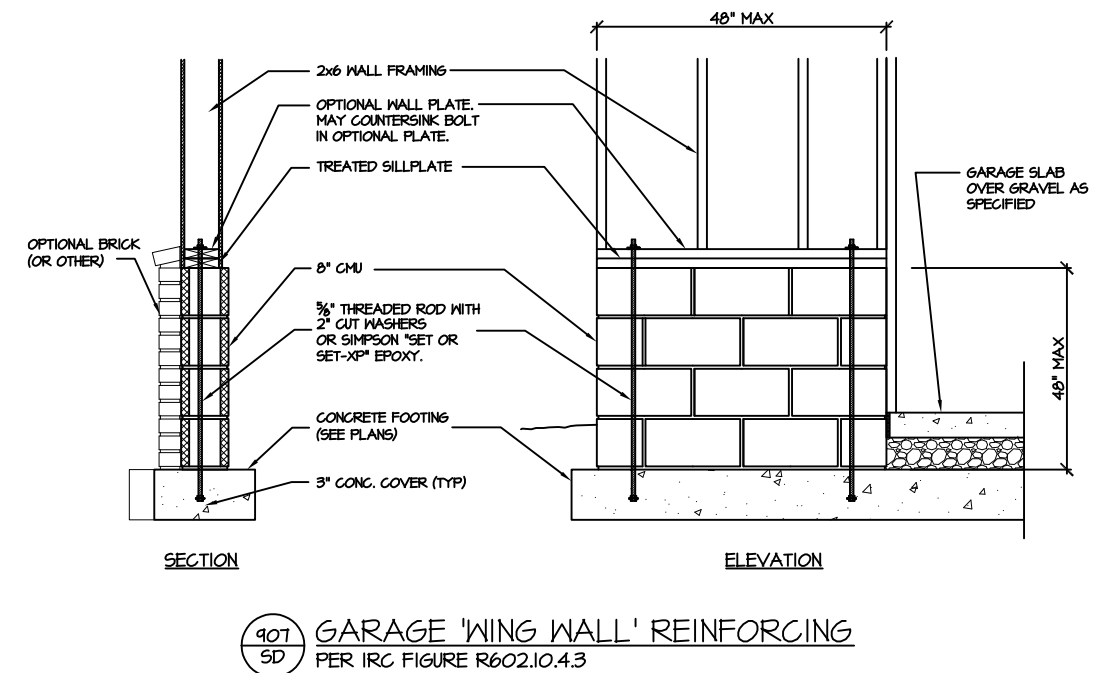 48" MAX
2x6 WALL FRAMING
OPTIONAL WALL PLATE.
MAY COUNTERSINK BOLT
IN OPTIONAL PLATE.
TREATED SILLPLATE
GARAGE SLAB
OVER GRAVEL AS
SPECIFIED
OPTIONAL BRICK
(OR OTHER)
8" CMU
⅝" THREADED ROD WITH
2" CUT WASHERS
OR SIMPSON "SET OR
SET-XP" EPOXY.
48" MAX
CONCRETE FOOTING
(SEE PLANS)
3" CONC. COVER (TYP)
SECTION
ELEVATION
907
SD
GARAGE 'WING WALL' REINFORCING
PER IRC FIGURE R602.10.4.3